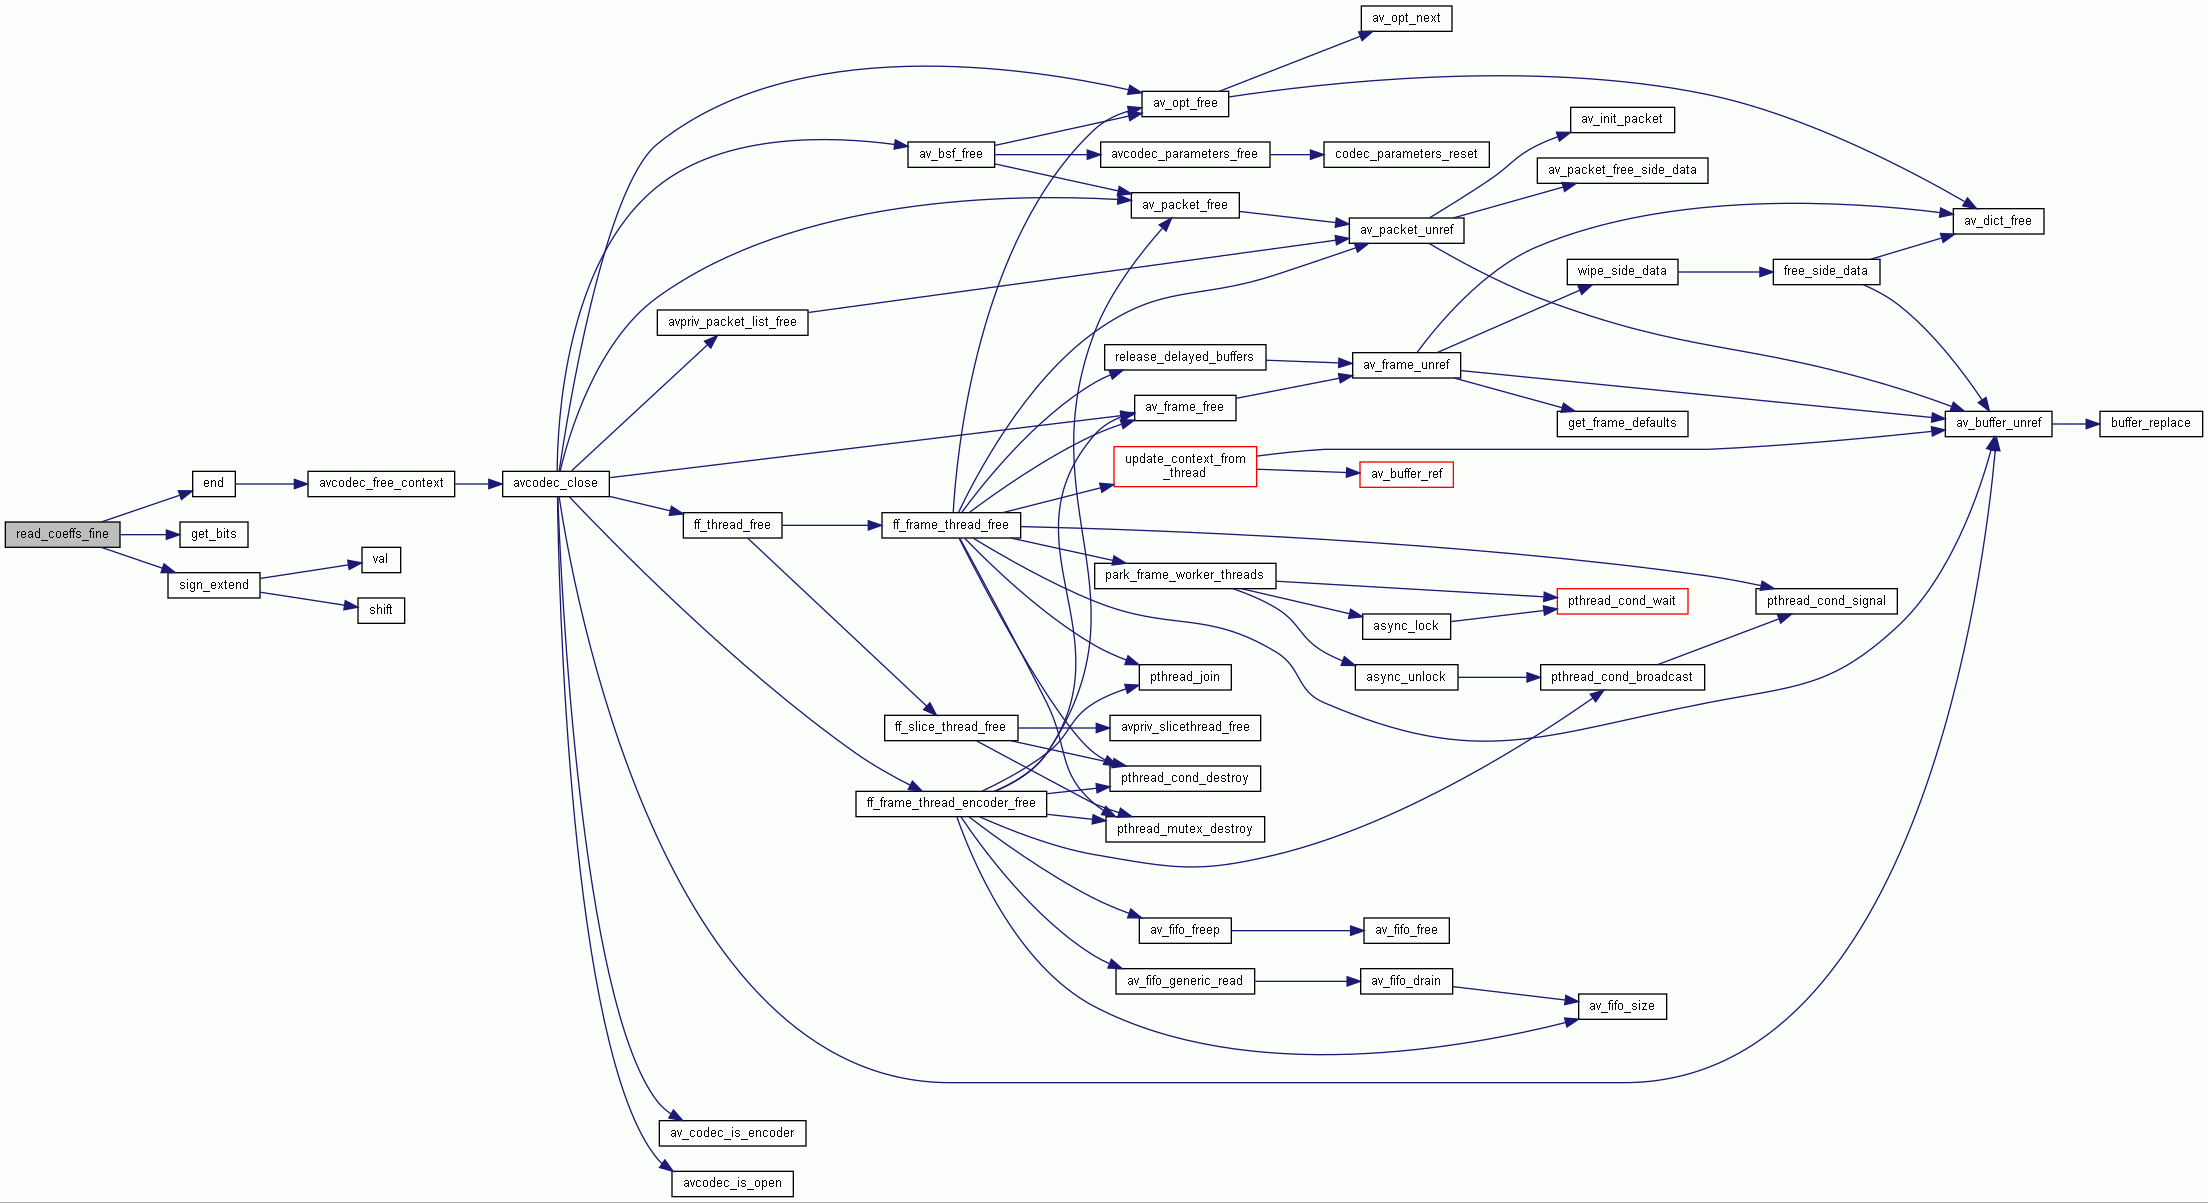 av_opt_next
av_opt_free
av_init_packet
av_bsf_free
avcodec_parameters_free
codec_parameters_reset
av_packet_free_side_data
av_packet_free
av_packet_unref
av_dict_free
wipe_side_data
free_side_data
avpriv_packet_list_free
release_delayed_buffers
av_frame_unref
av_frame_free
get_frame_defaults
av_buffer_unref
buffer_replace
update_context_from
_thread
av_buffer_ref
end
avcodec_free_context
avcodec_close
read_coeffs_fine
get_bits
ff_thread_free
ff_frame_thread_free
val
sign_extend
shift
park_frame_worker_threads
pthread_cond_wait
pthread_cond_signal
async_lock
pthread_join
async_unlock
pthread_cond_broadcast
ff_slice_thread_free
avpriv_slicethread_free
pthread_cond_destroy
ff_frame_thread_encoder_free
pthread_mutex_destroy
av_fifo_freep
av_fifo_free
av_fifo_generic_read
av_fifo_drain
av_fifo_size
av_codec_is_encoder
avcodec_is_open